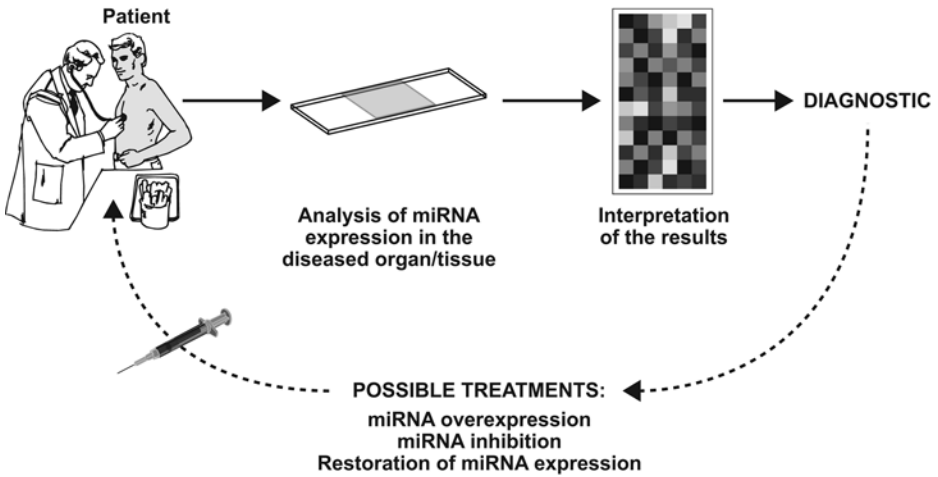 Patient
DIAGNOSTIC
Analysis of miRNA
expression in the
diseased organ/tissue
Interpretation
of the results
POSSIBLE TREATMENTS:
miRNA overexpression
miRNA inhibition
Restoration of miRNA expression